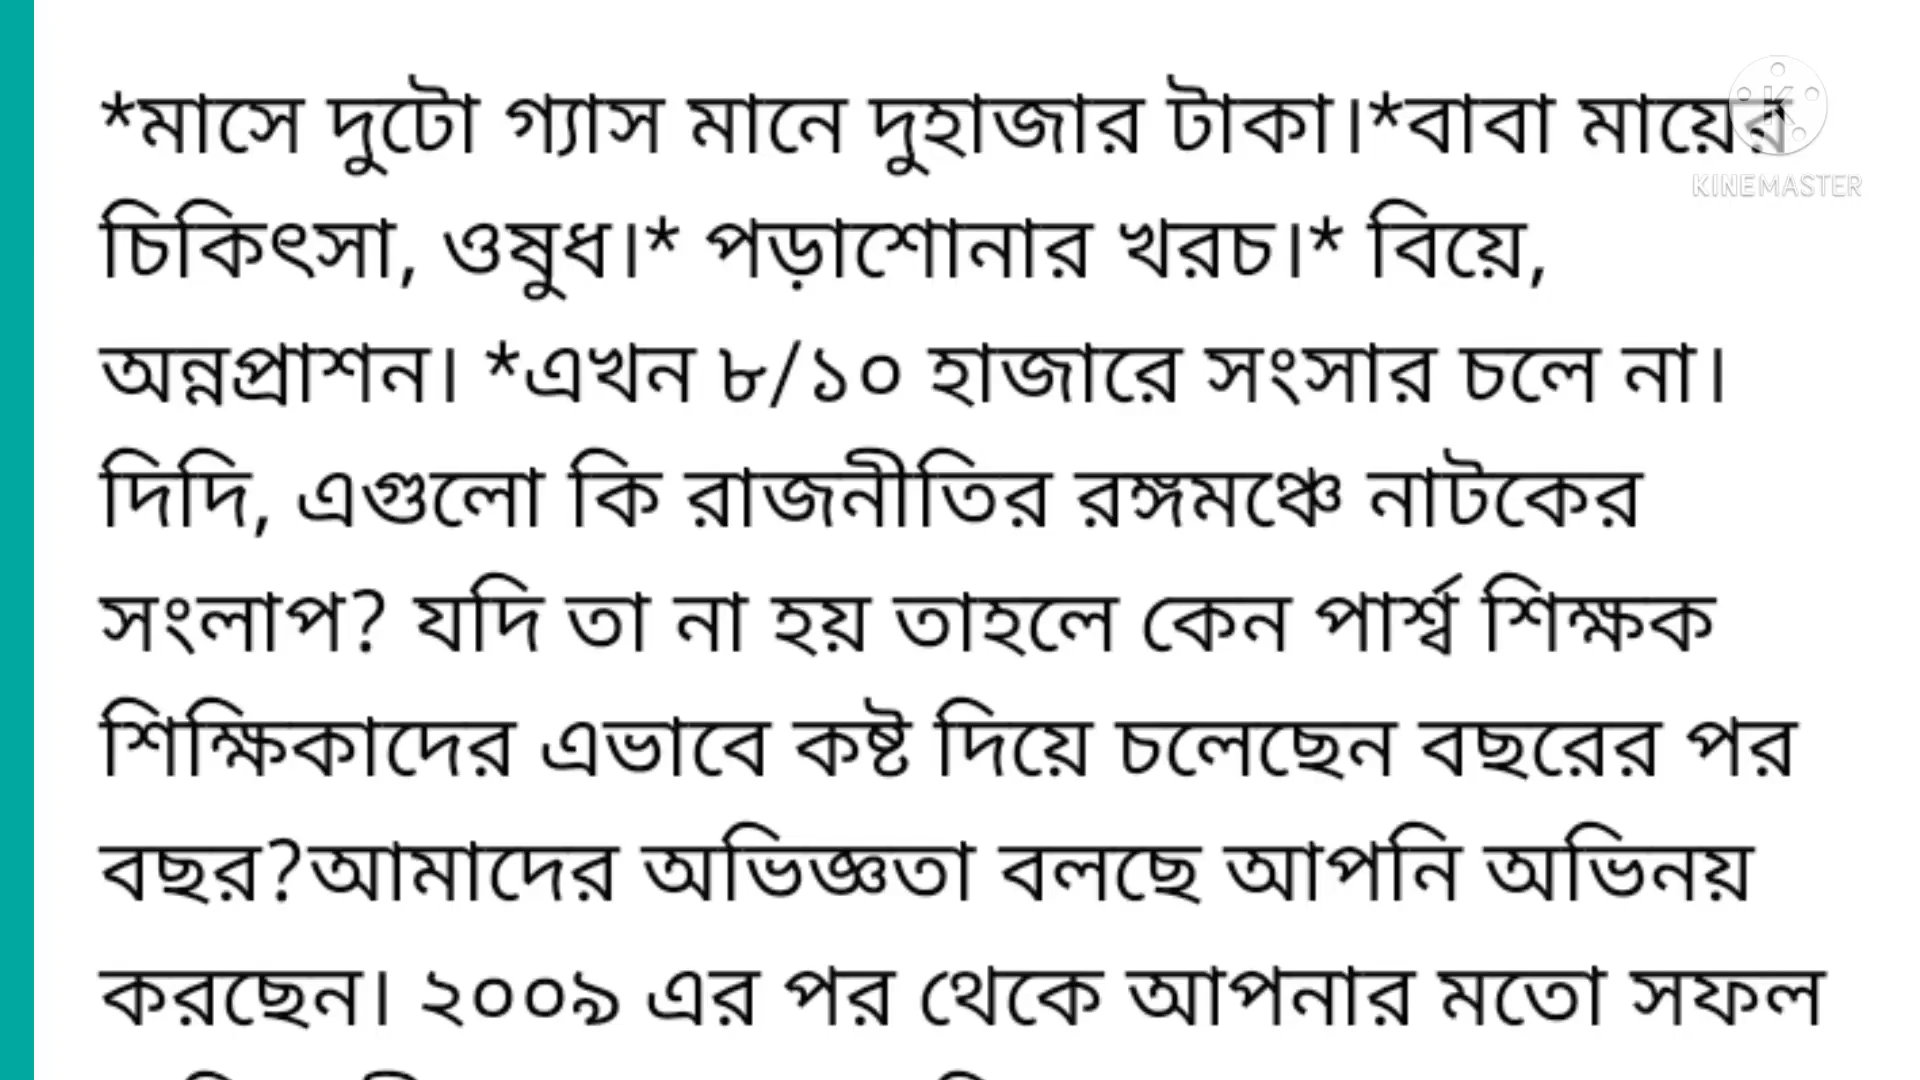 *মাসে দুটো গ্যাস মানে দুহাজার টাকা।*বাবা মায়ের
KINEMASTER
চিকিৎসা, ওষুধ।* পড়াশোনার খরচ।* বিয়ে,
অন্নপ্রাশন। *এখন ৮/১০ হাজারে সংসার চলে না।
দিদি, এগুলো কি রাজনীতির রঙ্গমঞ্চে নাটকের
সংলাপ? যদি তা না হয় তাহলে কেন পার্শ্ব শিক্ষক
শিক্ষিকাদের এভাবে কষ্ট দিয়ে চলেছেন বছরের পর
বছর?আমাদের অভিজ্ঞতা বলছে আপনি অভিনয়
করছেন। ২০০৯ এর পর থেকে আপনার মতো সফল